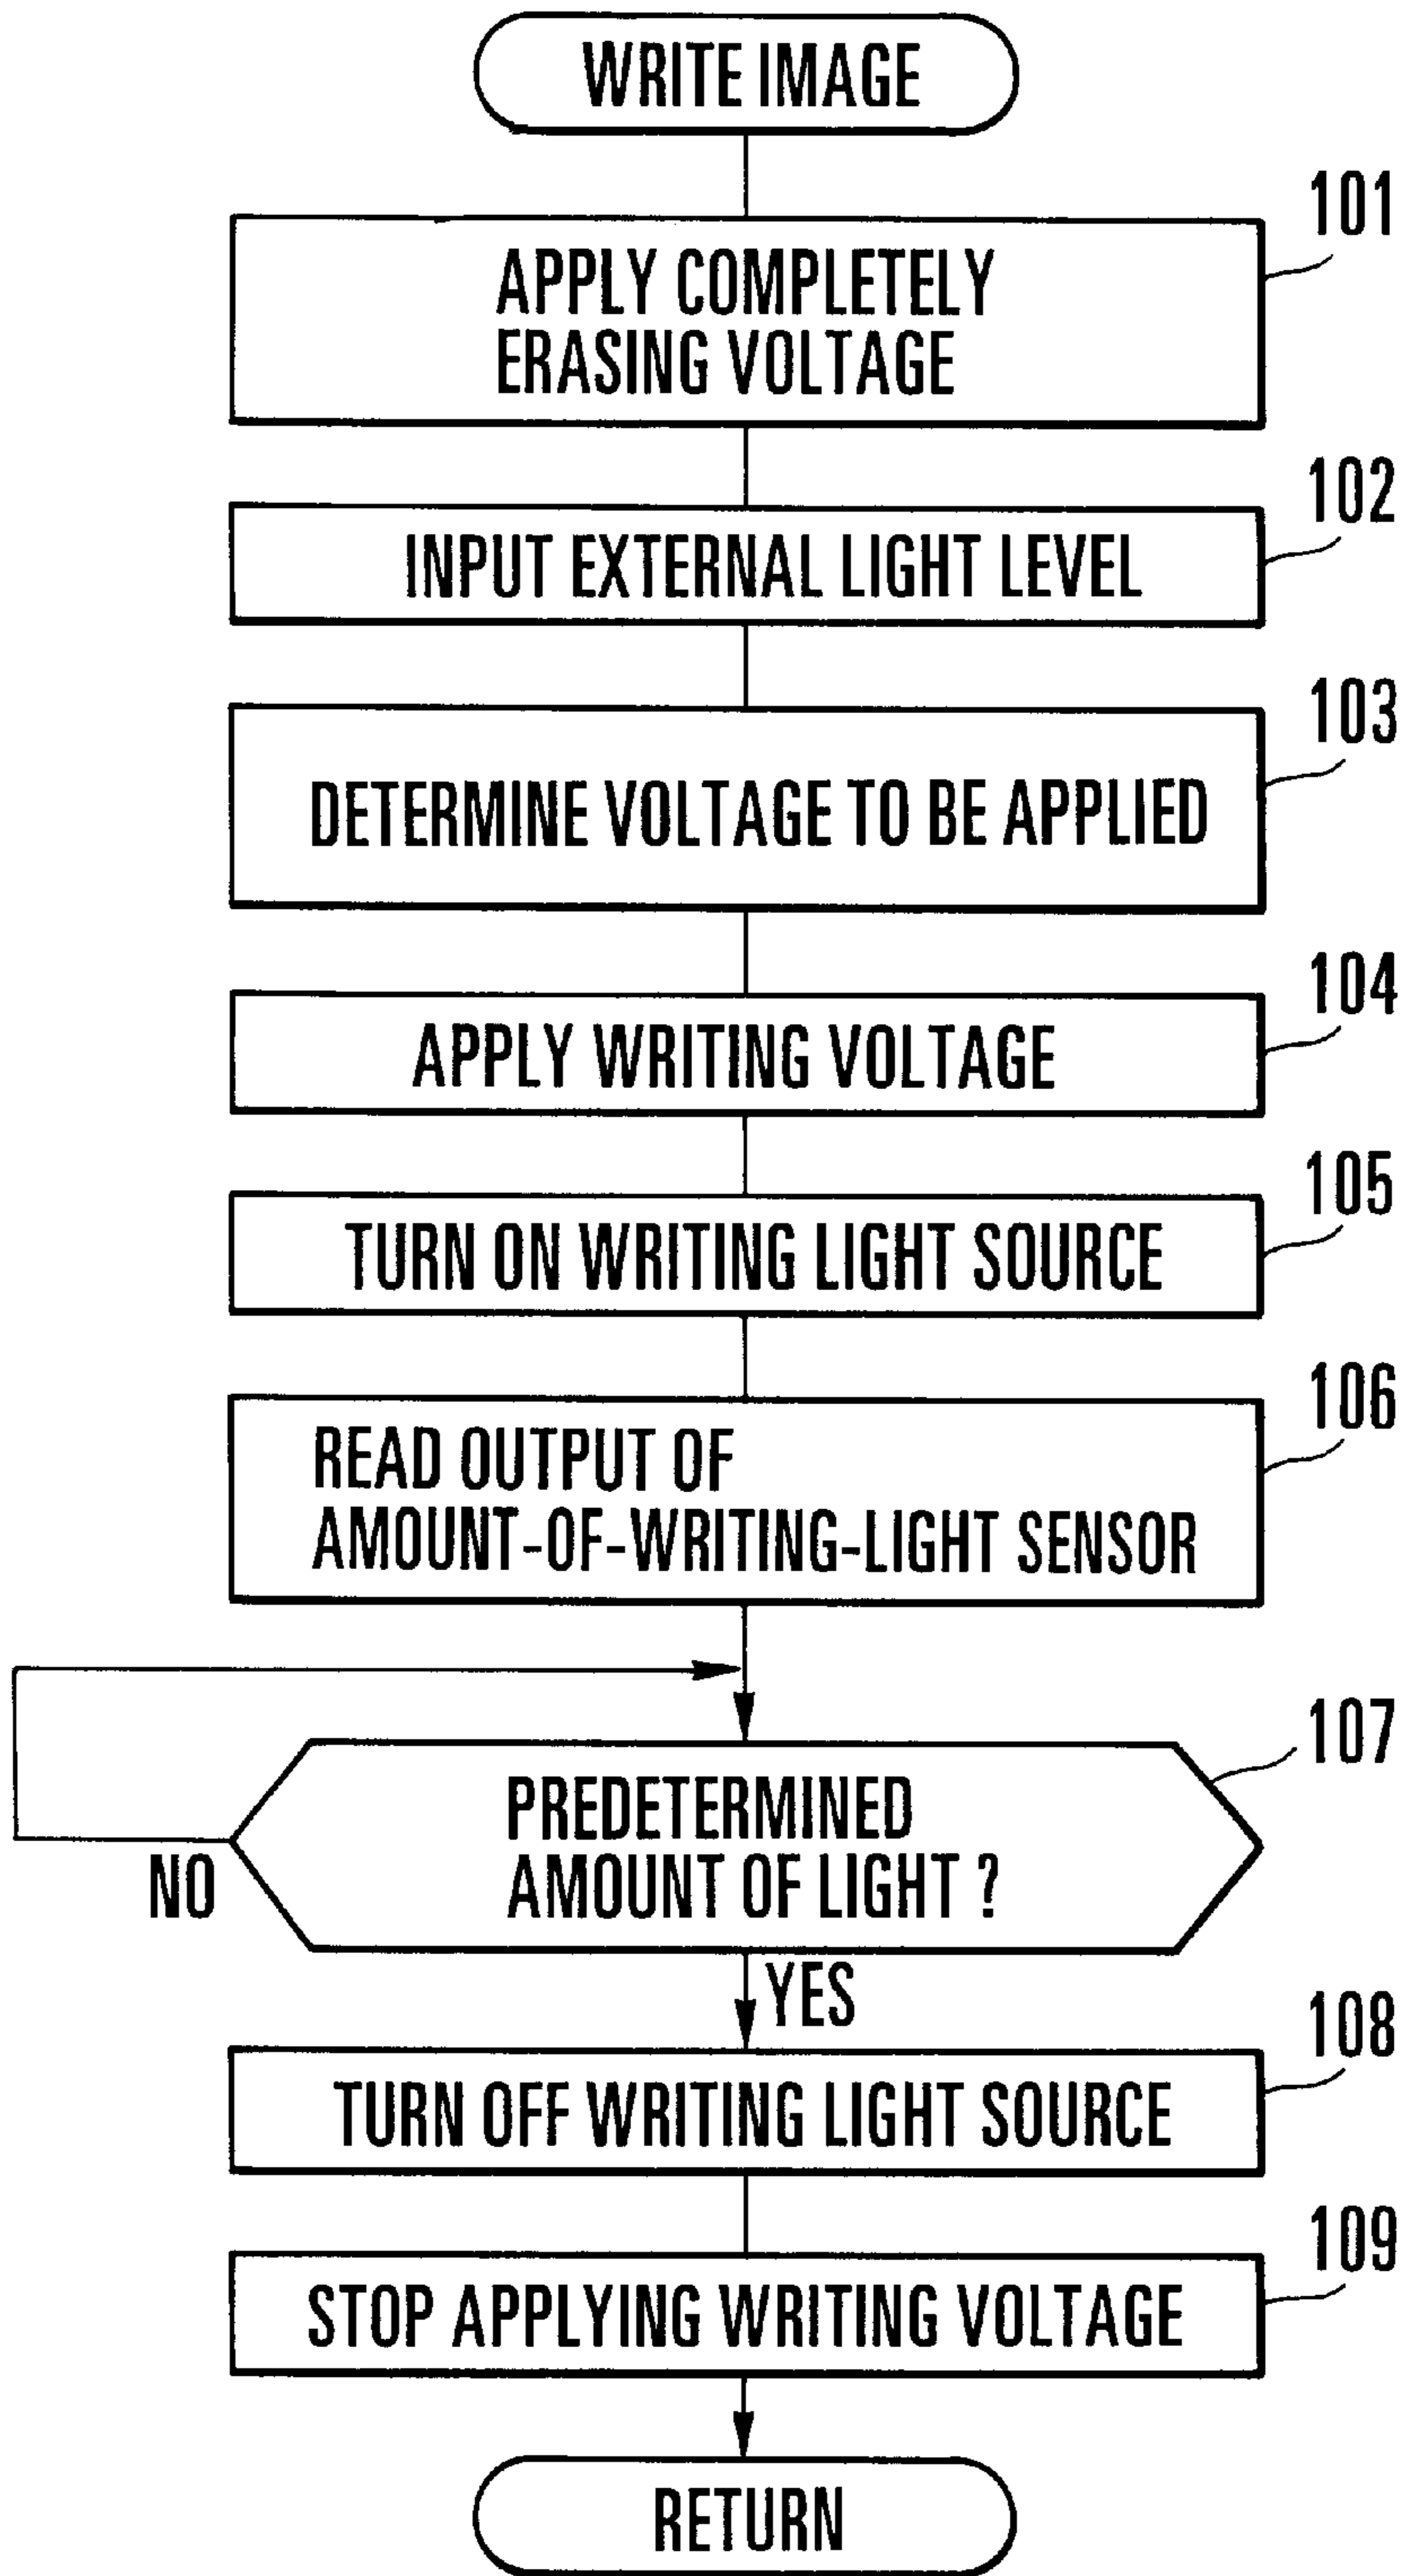 WRITE IMAGE
101
APPLY COMPLETELY
ERASING VOLTAGE
102
INPUT EXTERNAL LIGHT LEVEL
103
DETERMINE VOLTAGE TO BE APPLIED
104
APPLY WRITING VOLTAGE
105
TURN ON WRITING LIGHT SOURCE
106
READ OUTPUT OF
AMOUNT-OF-WRITING-LIGHT SENSOR
107
PREDETERMINED
AMOUNT OF LIGHT ?
NO
YES
108
TURN OFF WRITING LIGHT SOURCE
109
STOP APPLYING WRITING VOLTAGE
RETURN